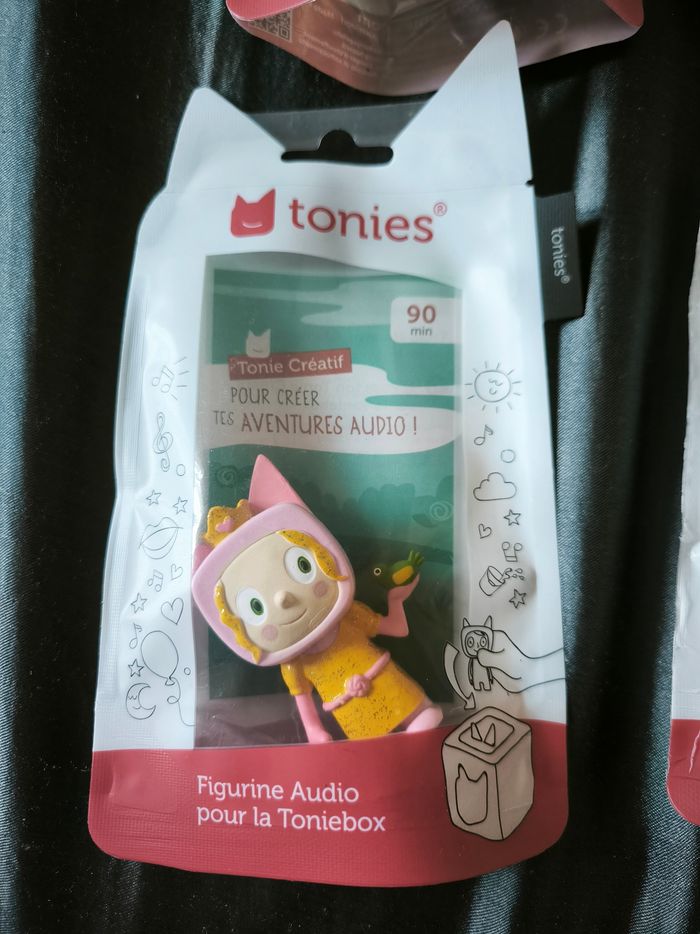 tonies®
tonies®
90
min
Tonie Créatif
POUR CRÉER
TES AVENTURES AUDIO !
Figurine Audio
pour la Toniebox